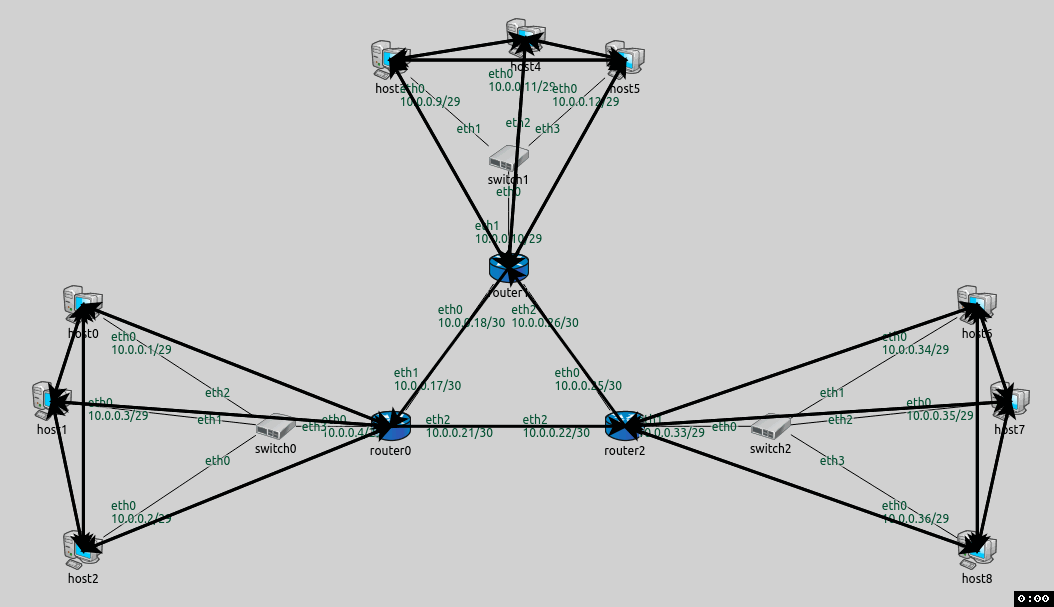 host4
host
host5
eth0
10.0.0.11/29
eth0
10.0.0.9/29
eth0
10.0.0.12/29
eth1
eth2
eth3
switch1
eth0
eth1
10.0.0.10/29
router1
eth0
10.0.0.18/30
eth2
10.0.0.26/30
host0
eth0
10.0.0.1/29
host6
eth0
10.0.0.34/29
eth1
10.0.0.17/30
eth0
10.0.0.25/30
eth2
eth1
host1
eth0
10.0.0.3/29
eth1
eth0
10.0.0.35/29
host7
eth2
switch0
eth3
eth0
10.0.0.4/29
router0
eth2
10.0.0.21/30
eth2
10.0.0.22/30
router2
eth1
10.0.0.33/29
eth0
switch2
eth0
eth3
eth0
10.0.0.2/29
eth0
10.0.0.36/29
host2
host8
0:00